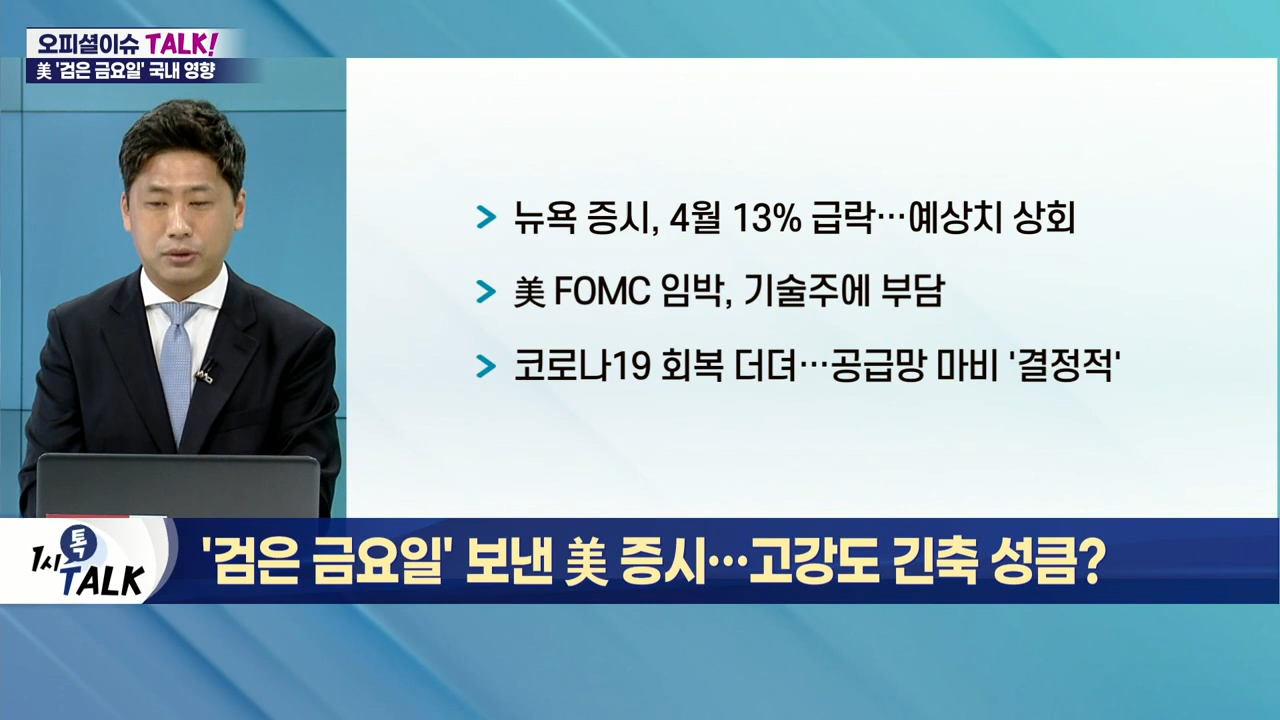 오피셜이슈 TALK!
美 '검은 금요일' 국내 영향
> 뉴욕 증시, 4월 13% 급락…예상치 상회
> 美 FOMC 임박, 기술주에 부담
> 코로나19 회복 더뎌…공급망 마비 '결정적'
1시 톡 TALK
'검은 금요일' 보낸 美 증시…고강도 긴축 성큼?